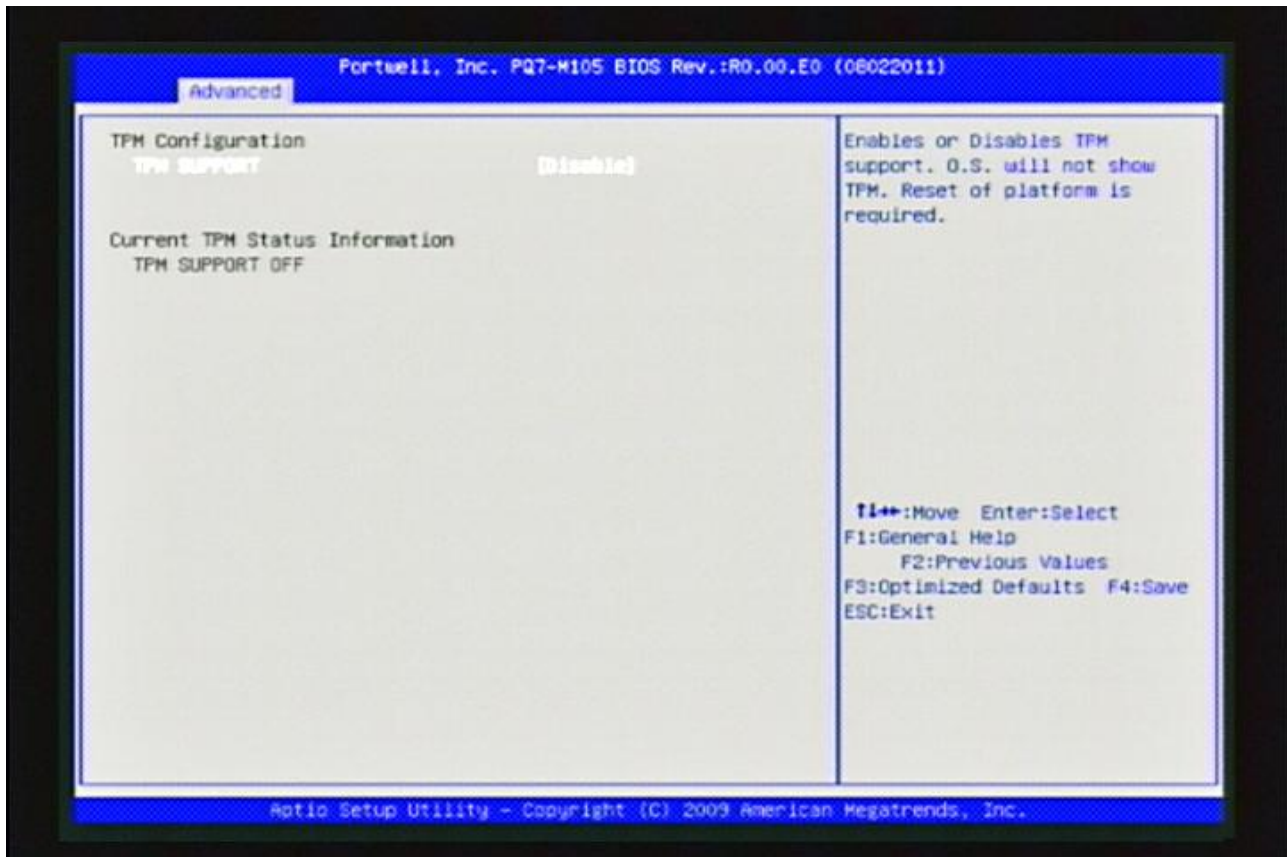 Portwell, Inc. PQ7-M105 BIOS Rev.:R0.00.E0 (08022011)
Advanced
TPM Configuration
TPM SUPPORT [Disable]
Current TPM Status Information
TPM SUPPORT OFF
Enables or Disables TPM
support. O.S. will not show
TPM. Reset of platform is
required.
↑↓→←:Move Enter:Select
F1:General Help
F2:Previous Values
F3:Optimized Defaults F4:Save
ESC:Exit
Aptio Setup Utility – Copyright (C) 2009 American Megatrends, Inc.